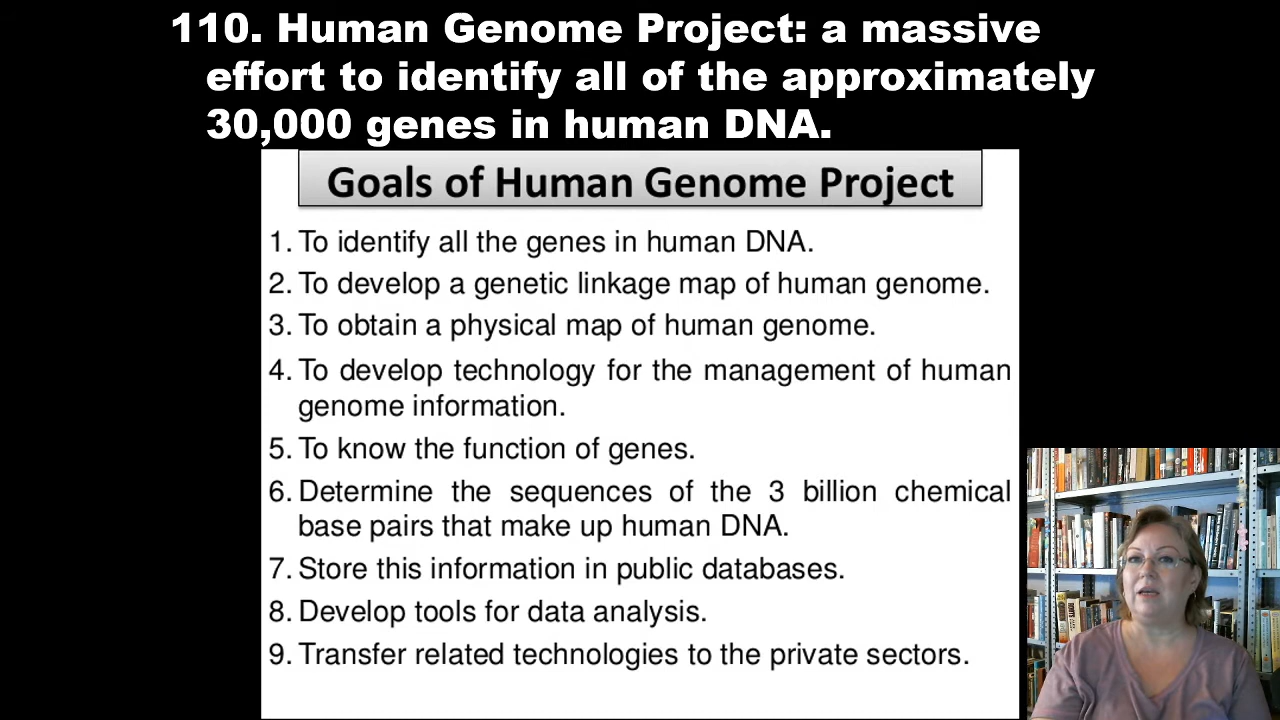 110. Human Genome Project: a massive
effort to identify all of the approximately
30,000 genes in human DNA.
Goals of Human Genome Project
1. To identify all the genes in human DNA.
2. To develop a genetic linkage map of human genome.
3. To obtain a physical map of human genome.
4. To develop technology for the management of human
genome information.
5. To know the function of genes.
6. Determine the sequences of the 3 billion chemical
base pairs that make up human DNA.
7. Store this information in public databases.
8. Develop tools for data analysis.
9. Transfer related technologies to the private sectors.